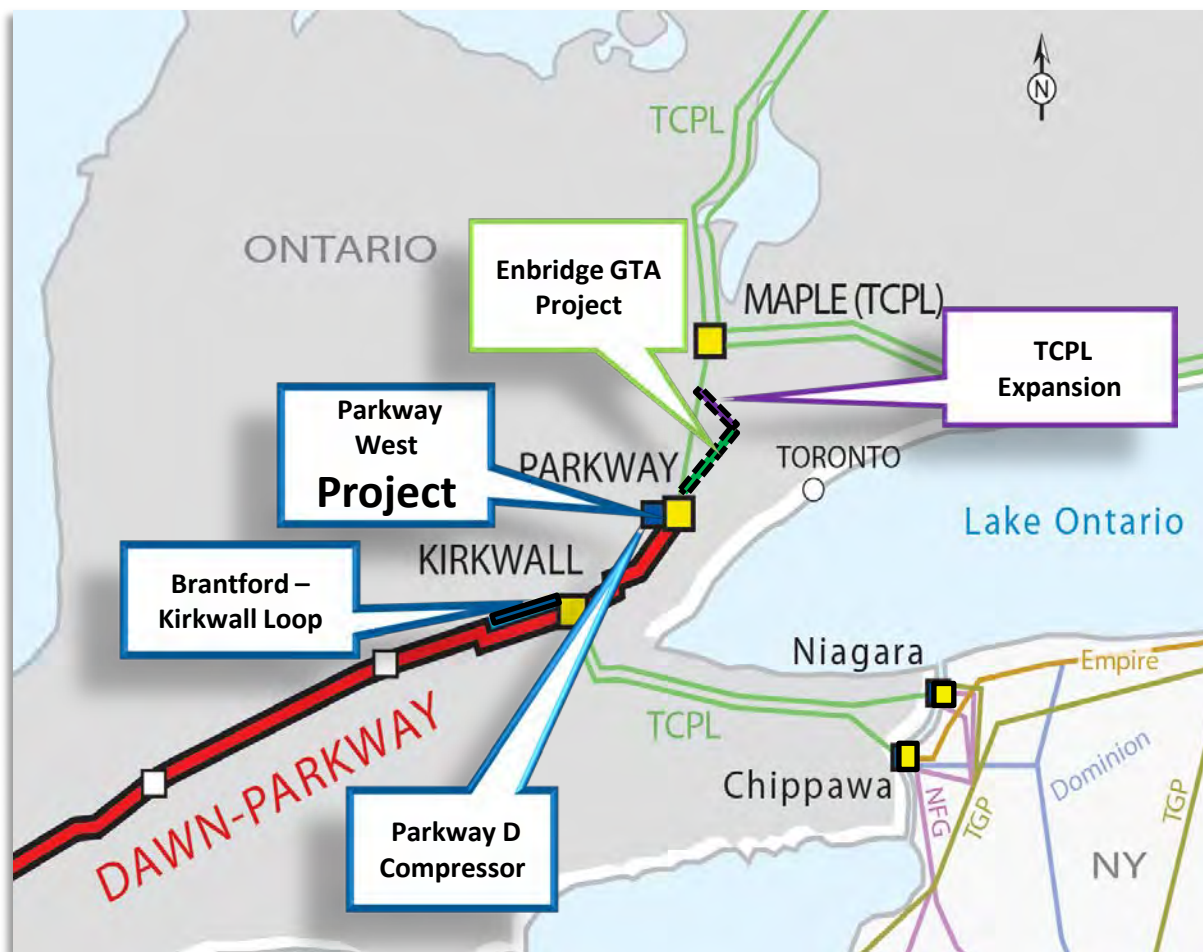 TCPL
N
ONTARIO
Enbridge GTA
Project
MAPLE (TCPL)
TCPL
Expansion
Parkway
West
Project
PARKWAY
TORONTO
Lake Ontario
KIRKWALL
Brantford –
Kirkwall Loop
Niagara
Empire
TCPL
DAWN-PARKWAY
Chippawa
Dominion
NFG
TGP
TGP
Parkway D
Compressor
NY